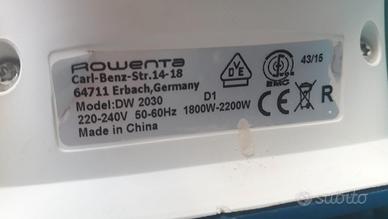 Rowenta
Carl-Benz-Str.14-18
64711 Erbach,Germany
Model:DW 2030 D1
220-240V 50-60Hz 1800W-2200W
Made in China
VDE
EMC
43/15
CE
R
subito